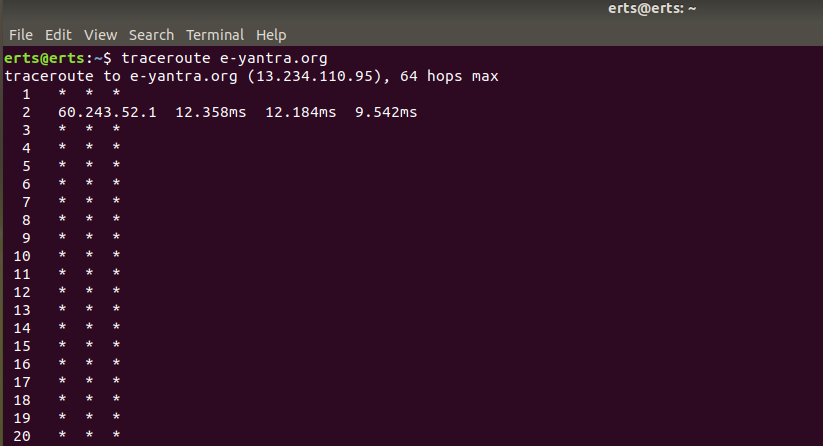 erts@erts: ~
File Edit View Search Terminal Help
erts@erts:~$ traceroute e-yantra.org
traceroute to e-yantra.org (13.234.110.95), 64 hops max
1 * * *
2 60.243.52.1 12.358ms 12.184ms 9.542ms
3 * * *
4 * * *
5 * * *
6 * * *
7 * * *
8 * * *
9 * * *
10 * * *
11 * * *
12 * * *
13 * * *
14 * * *
15 * * *
16 * * *
17 * * *
18 * * *
19 * * *
20 * * *